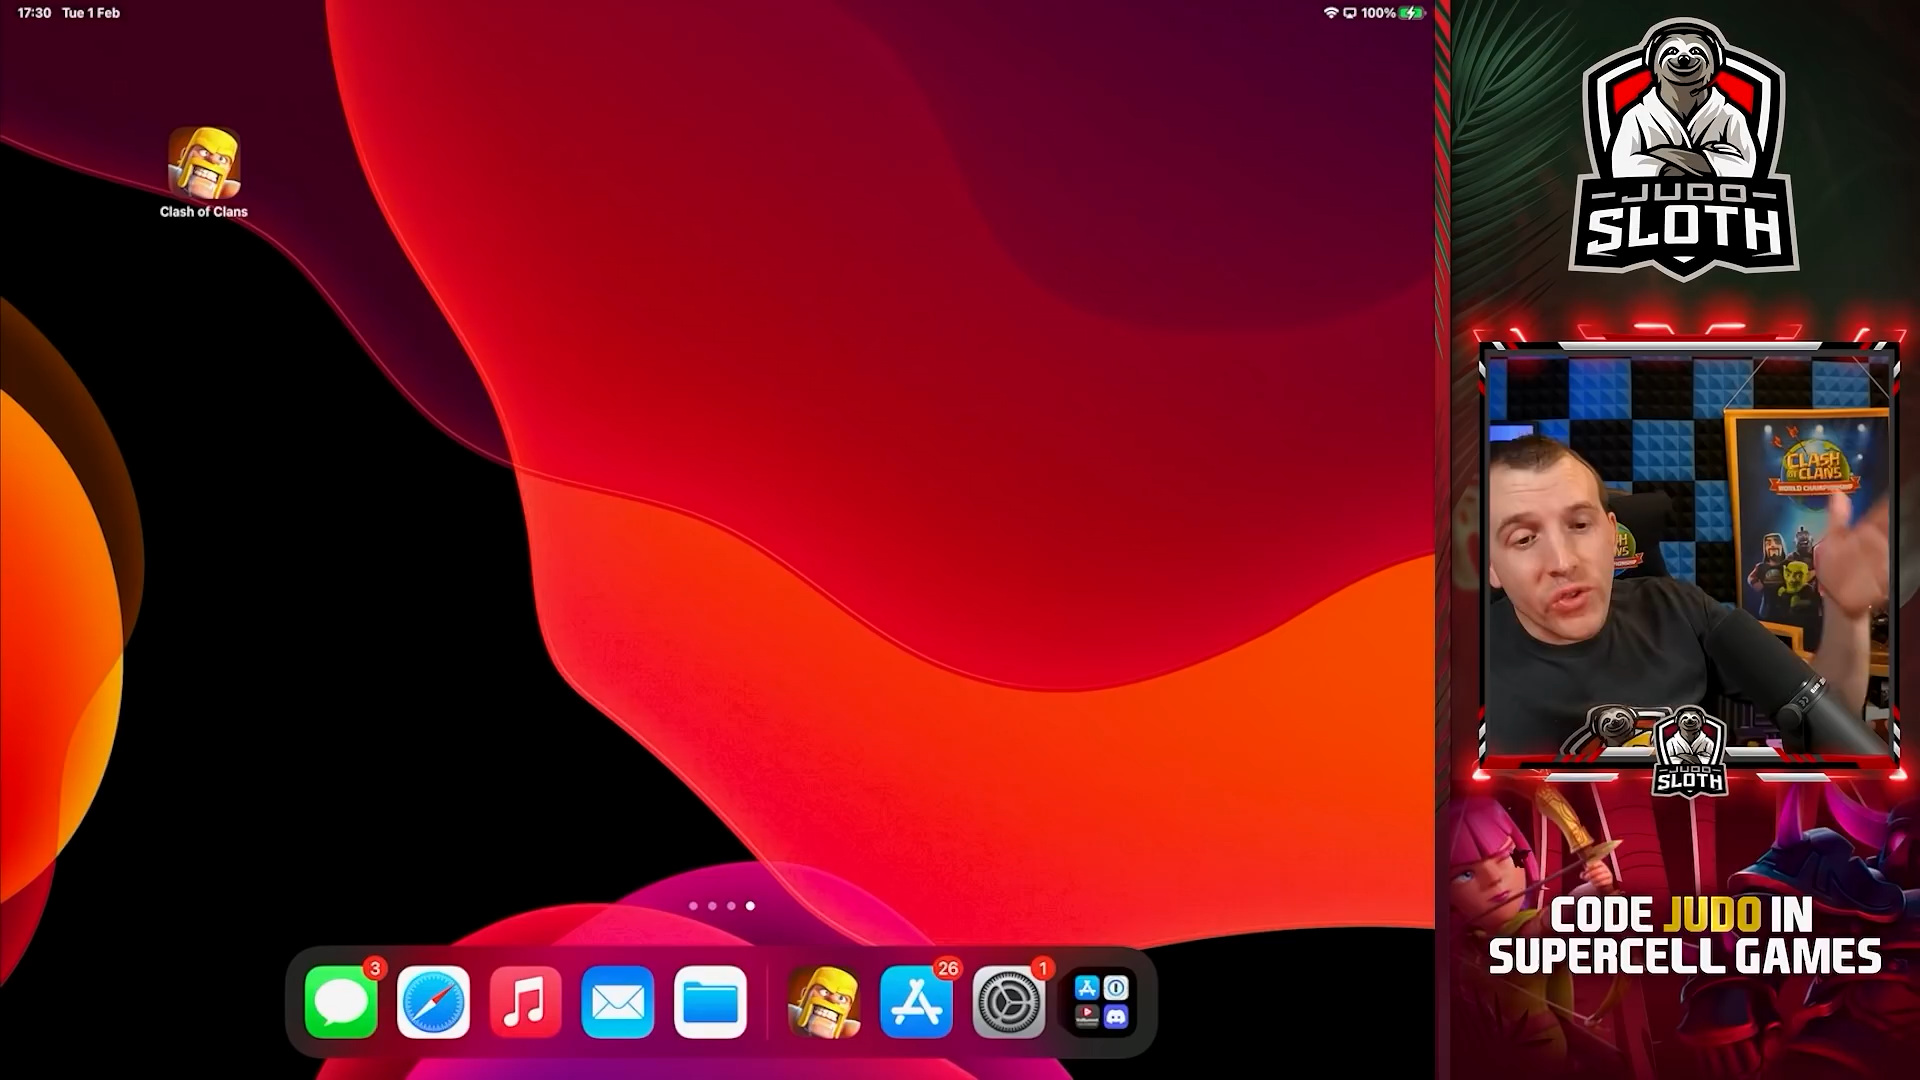 17:30 Tue 1 Feb
100%
Clash of Clans
3
26
1
JUDO
SLOTH
CLASH
OF CLANS
WORLD CHAMPIONSHIP
JUDO
SLOTH
CODE JUDO IN
SUPERCELL GAMES